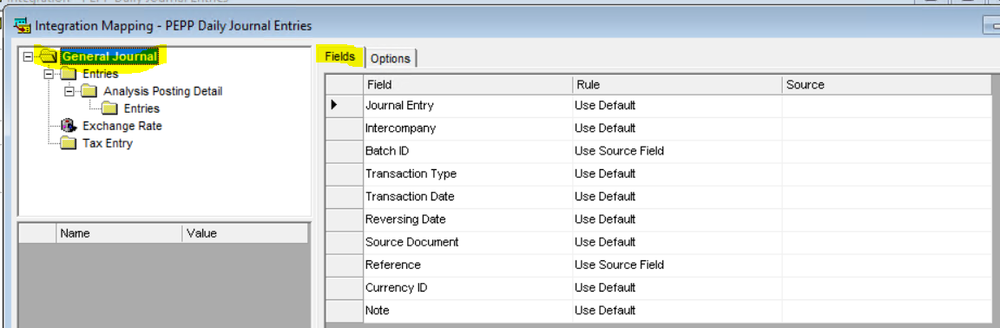 Integration Mapping - PEPP Daily Journal Entries
General Journal
Entries
Analysis Posting Detail
Entries
Exchange Rate
Tax Entry
Name Value
Fields Options
Field Rule Source
Journal Entry Use Default
Intercompany Use Default
Batch ID Use Source Field
Transaction Type Use Default
Transaction Date Use Default
Reversing Date Use Default
Source Document Use Default
Reference Use Source Field
Currency ID Use Default
Note Use Default